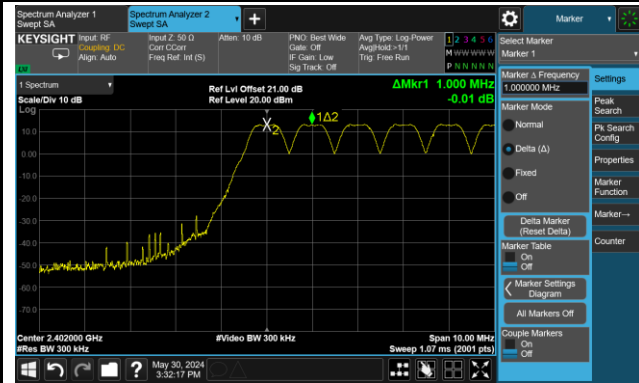 Spectrum Analyzer 1
Swept SA
Spectrum Analyzer 2
Swept SA
Marker
KEYSIGHT
Input: RF
Coupling: DC
Align: Auto
Input Z: 50 Ω
Corr CCorr
Freq Ref: Int (S)
Atten: 10 dB
PNO: Best Wide
Gate: Off
IF Gain: Low
Sig Track: Off
Avg Type: Log-Power
Avg|Hold:>1/1
Trig: Free Run
1 2 3 4 5 6
M W W W W W
P N N N N N
Select Marker
Marker 1
1 Spectrum
Scale/Div 10 dB
Ref Lvl Offset 21.00 dB
Ref Level 20.00 dBm
ΔMkr1 1.000 MHz
-0.01 dB
Log
10.0
0.00
-10.0
-20.0
-30.0
-40.0
-50.0
-60.0
-70.0
X2
1Δ2
Center 2.402000 GHz
#Res BW 300 kHz
#Video BW 300 kHz
Span 10.00 MHz
Sweep 1.07 ms (2001 pts)
Marker Δ Frequency
1.000000 MHz
Marker Mode
Normal
Delta (Δ)
Fixed
Off
Delta Marker
(Reset Delta)
Marker Table
On
Off
Marker Settings
Diagram
All Markers Off
Couple Markers
On
Off
Settings
Peak
Search
Pk Search
Config
Properties
Marker
Function
Marker→
Counter
May 30, 2024
3:32:17 PM